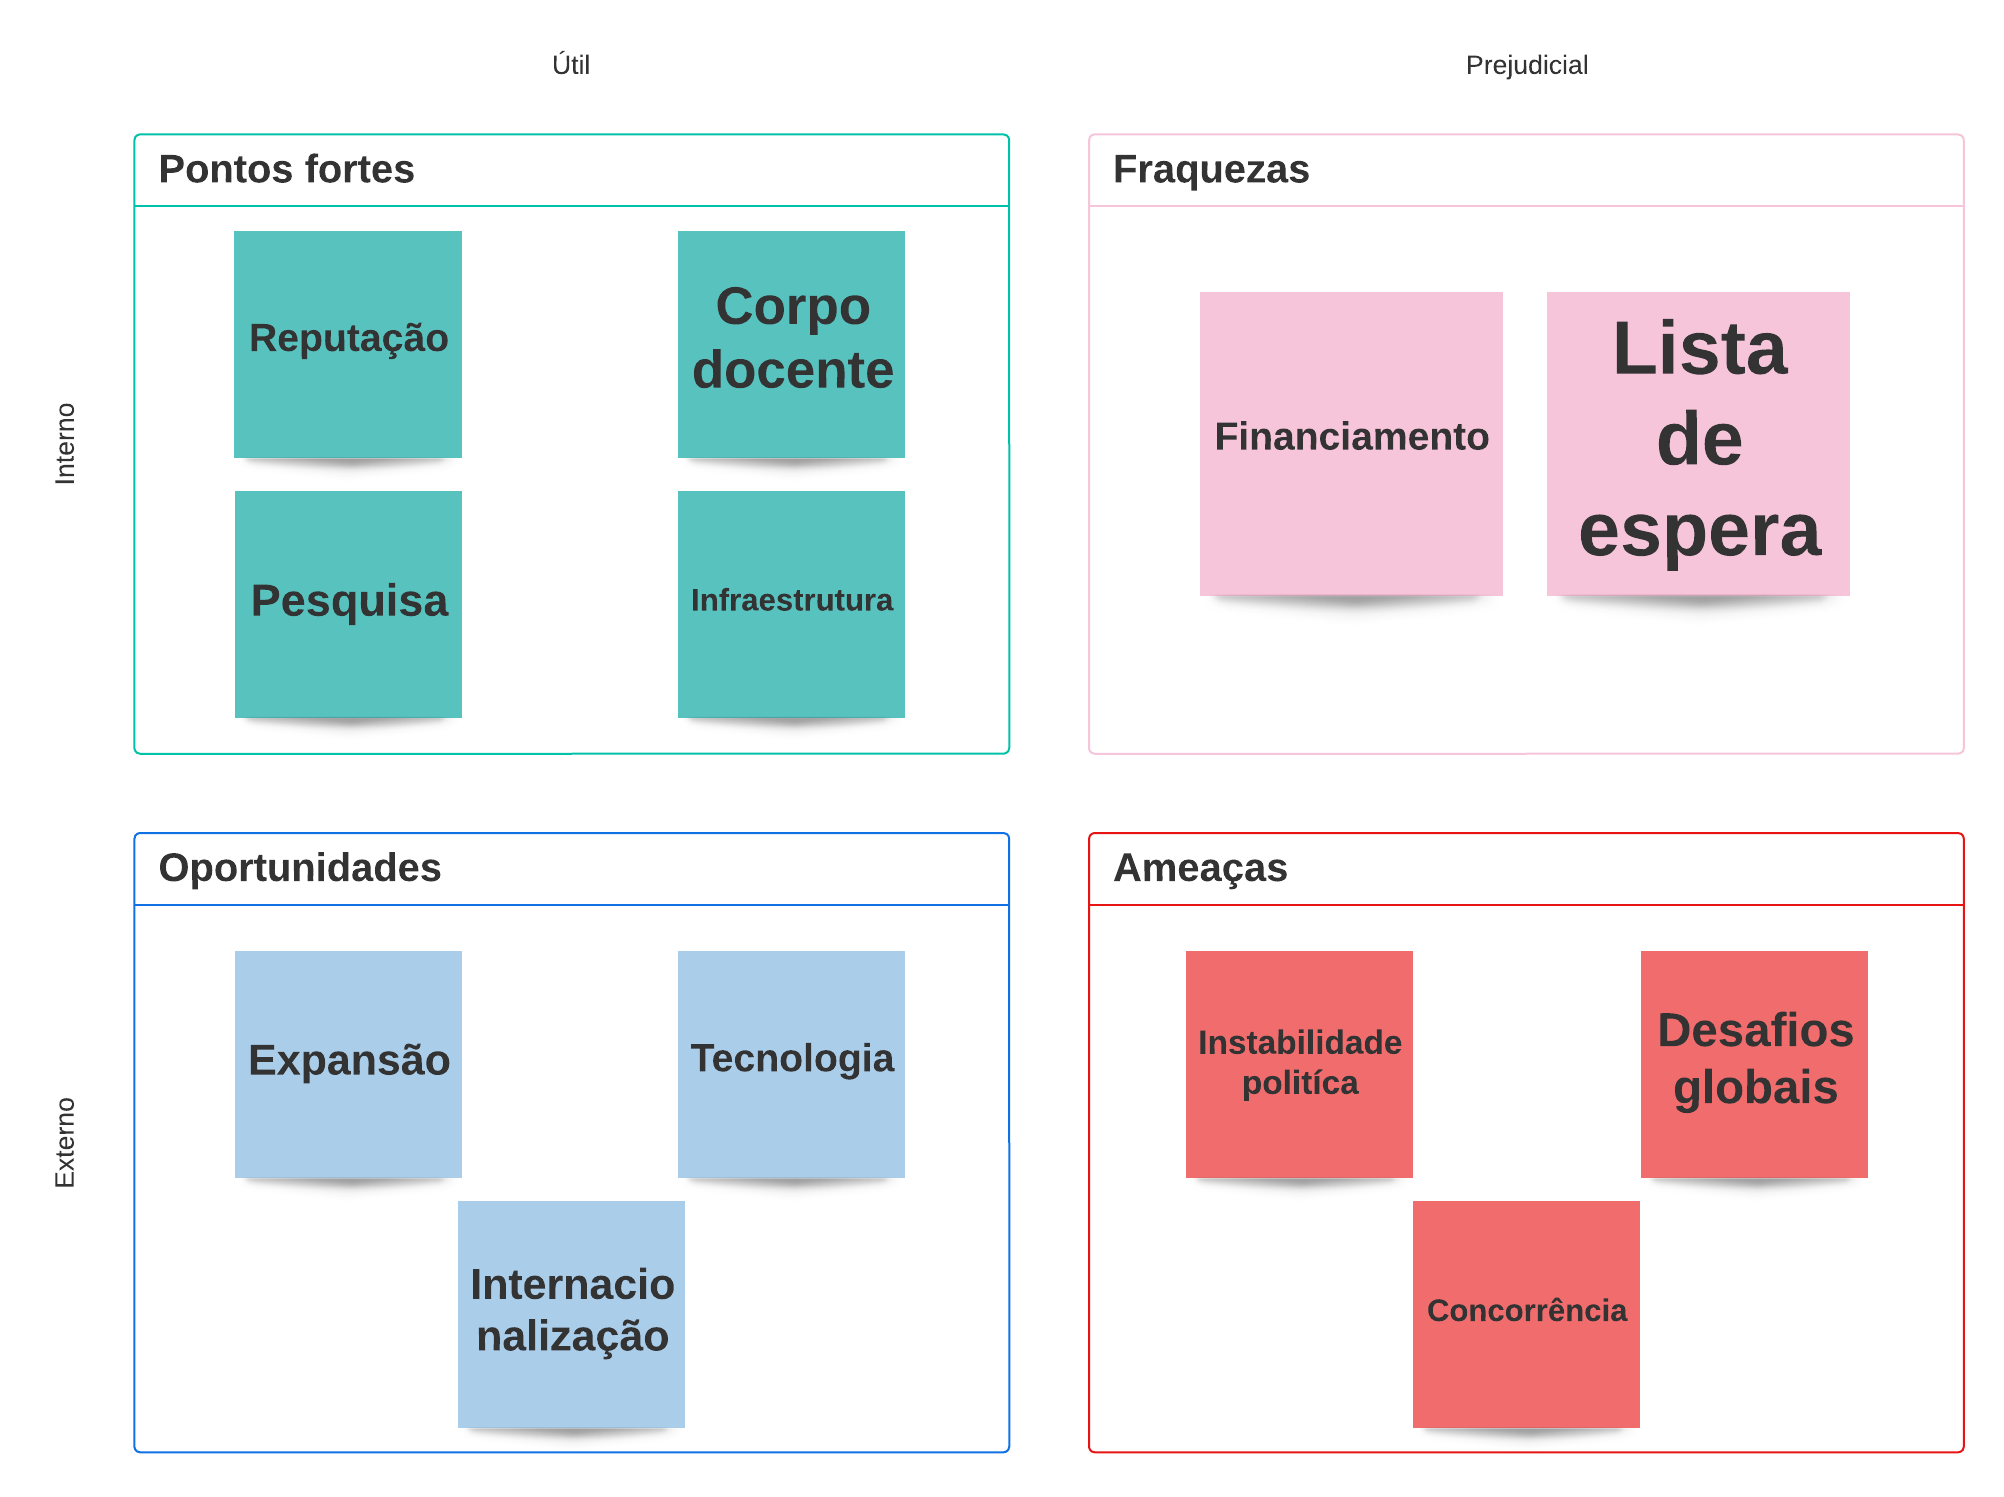 Útil
Prejudicial
Interno
Pontos fortes
Reputação
Corpo
docente
Pesquisa
Infraestrutura
Fraquezas
Financiamento
Lista
de
espera
Externo
Oportunidades
Expansão
Tecnologia
Internacio
nalização
Ameaças
Instabilidade
politíca
Desafios
globais
Concorrência